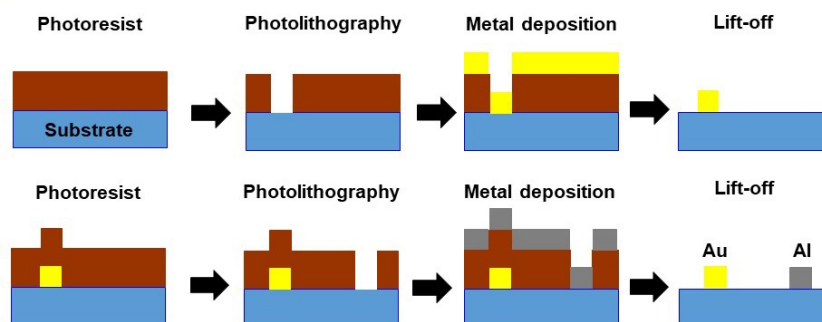 Photoresist
Photolithography
Metal deposition
Lift-off
Substrate
Photoresist
Photolithography
Metal deposition
Lift-off
Au
Al